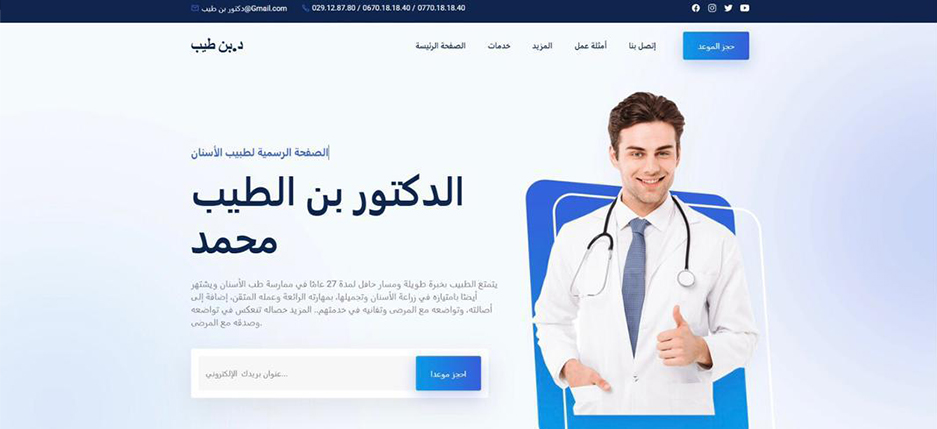 دكتور بن طيب@Gmail.com
029.12.87.80 / 0670.18.18.40 / 0770.18.18.40
د.بن طيب
الصفحة الرئيسة
خدمات
المزيد
أمثلة عمل
إتصل بنا
حجز الموعد
الصفحة الرسمية لطبيب الأسنان
الدكتور بن الطيب
محمد
يتمتع الطبيب بخبرة طويلة ومسار حافل لمدة 27 عامًا في ممارسة طب الأسنان ويشتهر
أيضًا بامتيازه في زراعة الأسنان وتجميلها، بمهارته الرائعة وعمله المتقن، إضافة إلى
أصالته، وتواضعه مع المرضى وتفانيه في خدمتهم.. المزيد خصاله تنعكس في تواضعه
وصدقه مع المرضى.
عنوان بريدك الإلكتروني...
احجز موعدا